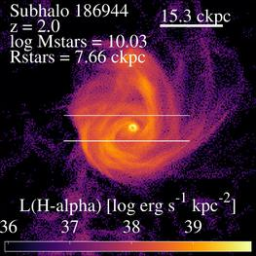 Subhalo 186944
15.3 ckpc
z = 2.0
log Mstars = 10.03
Rstars = 7.66 ckpc
L(H-alpha) [log erg s⁻¹ kpc⁻²]
36 37 38 39